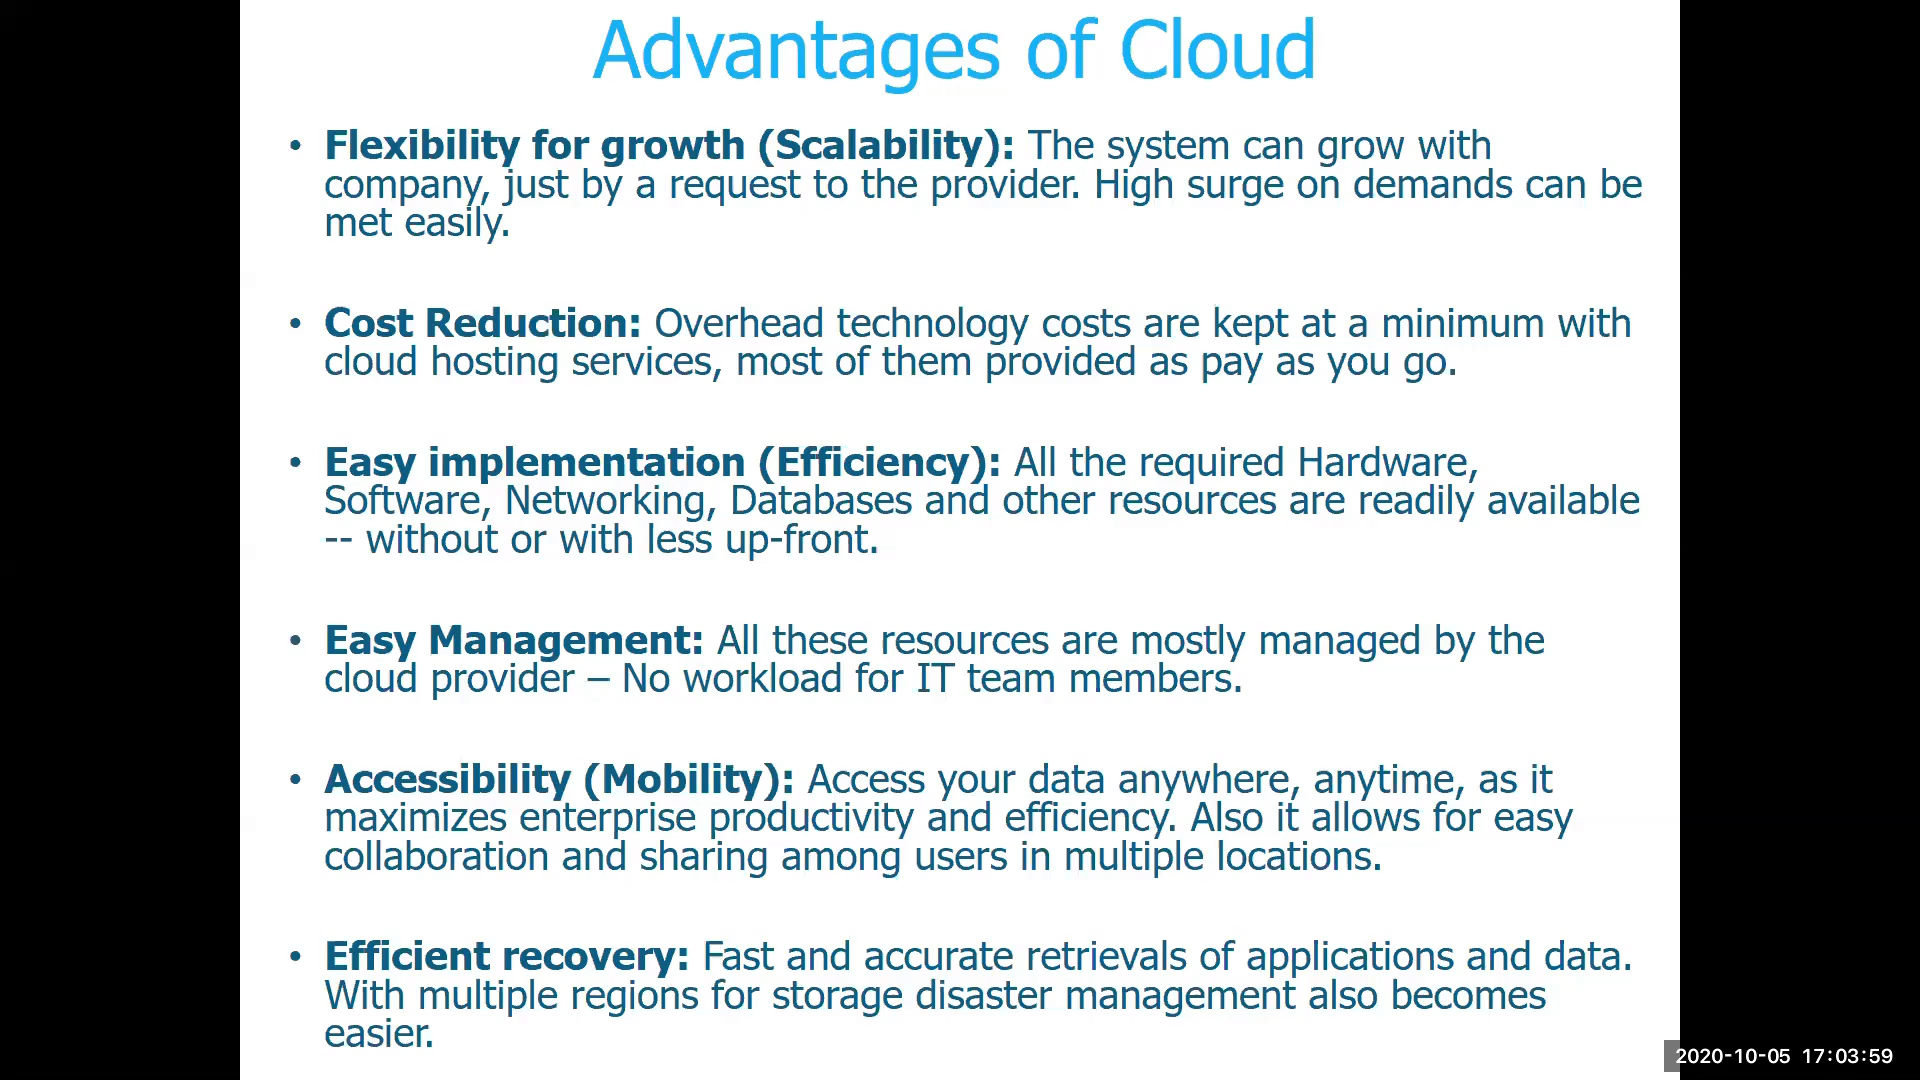 Advantages of Cloud
• Flexibility for growth (Scalability): The system can grow with
company, just by a request to the provider. High surge on demands can be
met easily.
• Cost Reduction: Overhead technology costs are kept at a minimum with
cloud hosting services, most of them provided as pay as you go.
• Easy implementation (Efficiency): All the required Hardware,
Software, Networking, Databases and other resources are readily available
-- without or with less up-front.
• Easy Management: All these resources are mostly managed by the
cloud provider – No workload for IT team members.
• Accessibility (Mobility): Access your data anywhere, anytime, as it
maximizes enterprise productivity and efficiency. Also it allows for easy
collaboration and sharing among users in multiple locations.
• Efficient recovery: Fast and accurate retrievals of applications and data.
With multiple regions for storage disaster management also becomes
easier.
2020-10-05 17:03:59